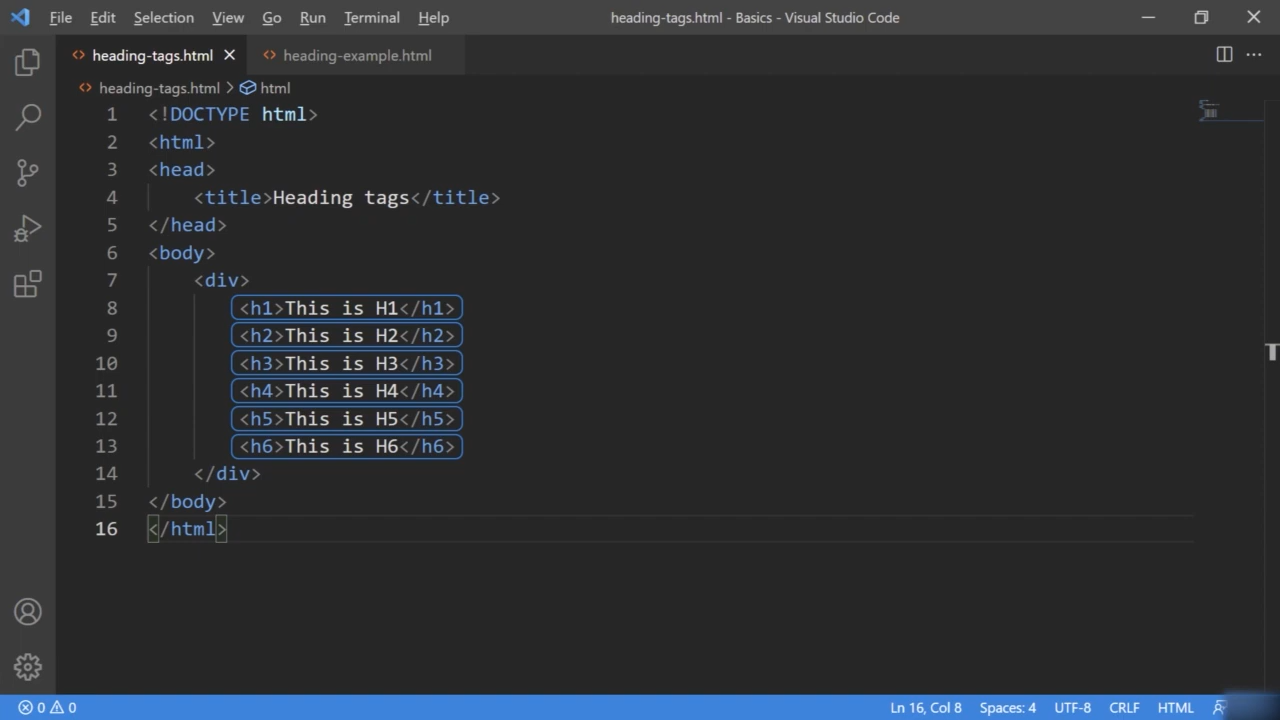 File Edit Selection View Go Run Terminal Help heading-tags.html - Basics - Visual Studio Code
heading-tags.html heading-example.html
heading-tags.html > html
1 <!DOCTYPE html>
2 <html>
3 <head>
4 <title>Heading tags</title>
5 </head>
6 <body>
7 <div>
8 <h1>This is H1</h1>
9 <h2>This is H2</h2>
10 <h3>This is H3</h3>
11 <h4>This is H4</h4>
12 <h5>This is H5</h5>
13 <h6>This is H6</h6>
14 </div>
15 </body>
16 </html>
0 0 Ln 16, Col 8 Spaces: 4 UTF-8 CRLF HTML